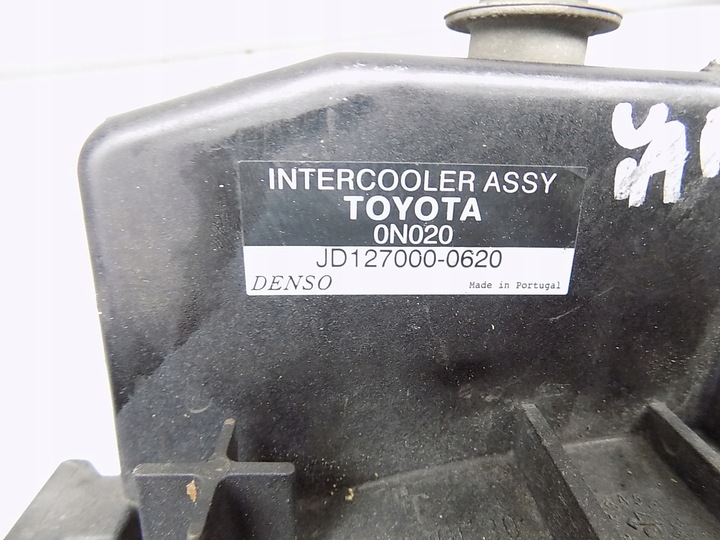 INTERCOOLER ASSY
TOYOTA
0N020
JD127000-0620
DENSO
Made in Portugal